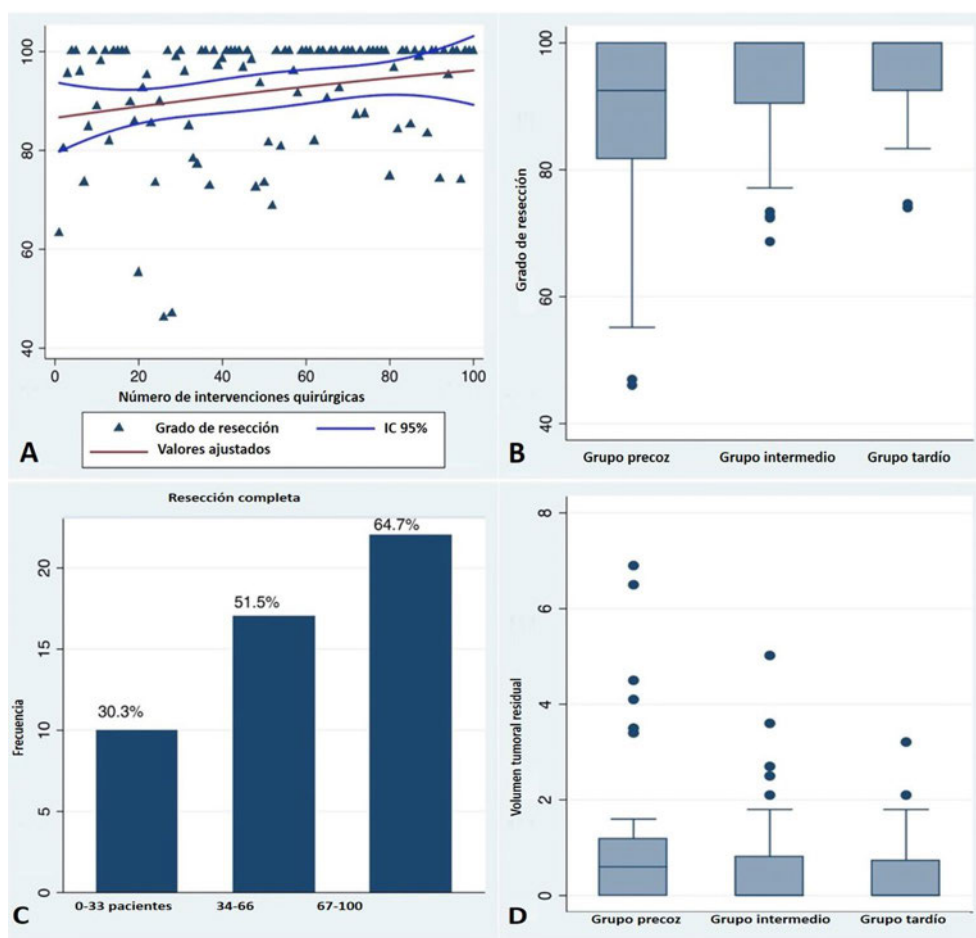 100
80
60
40
0
20
40
60
80
100
Número de intervenciones quirúrgicas
Grado de resección
IC 95%
Valores ajustados
A
Grado de resección
100
80
60
40
Grupo precoz
Grupo intermedio
Grupo tardío
B
Resección completa
Frecuencia
20
15
10
5
0
30.3%
51.5%
64.7%
0-33 pacientes
34-66
67-100
C
Volumen tumoral residual
8
6
4
2
0
Grupo precoz
Grupo intermedio
Grupo tardío
D